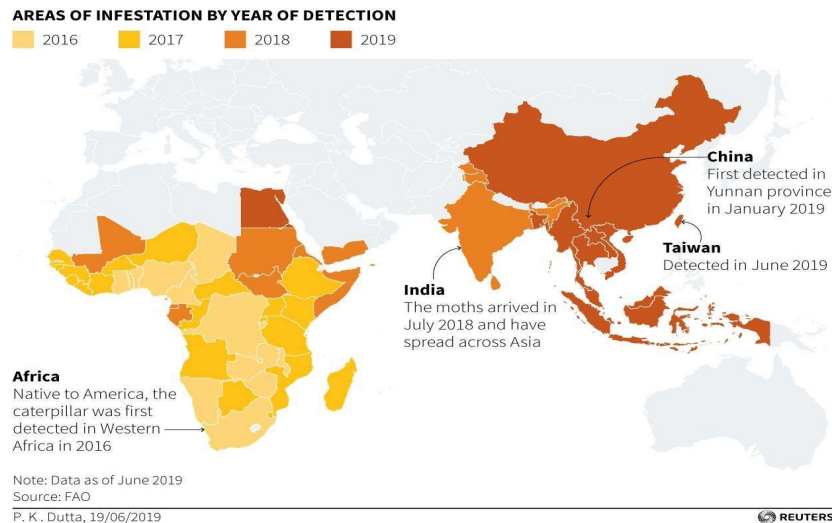 AREAS OF INFESTATION BY YEAR OF DETECTION
2016 2017 2018 2019
China
First detected in
Yunnan province
in January 2019
Taiwan
Detected in June 2019
India
The moths arrived in
July 2018 and have
spread across Asia
Africa
Native to America, the
caterpillar was first
detected in Western
Africa in 2016
Note: Data as of June 2019
Source: FAO
P. K. Dutta, 19/06/2019
REUTERS